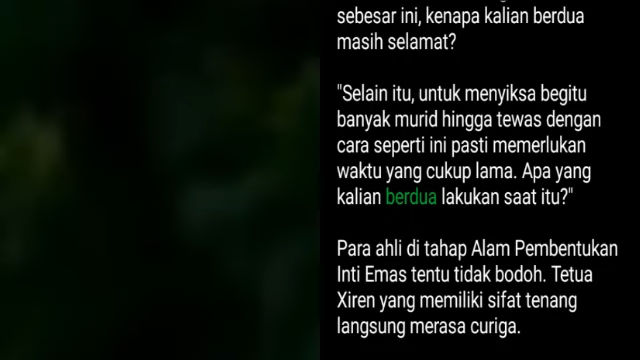 sebesar ini, kenapa kalian berdua
masih selamat?
"Selain itu, untuk menyiksa begitu
banyak murid hingga tewas dengan
cara seperti ini pasti memerlukan
waktu yang cukup lama. Apa yang
kalian berdua lakukan saat itu?"
Para ahli di tahap Alam Pembentukan
Inti Emas tentu tidak bodoh. Tetua
Xiren yang memiliki sifat tenang
langsung merasa curiga.